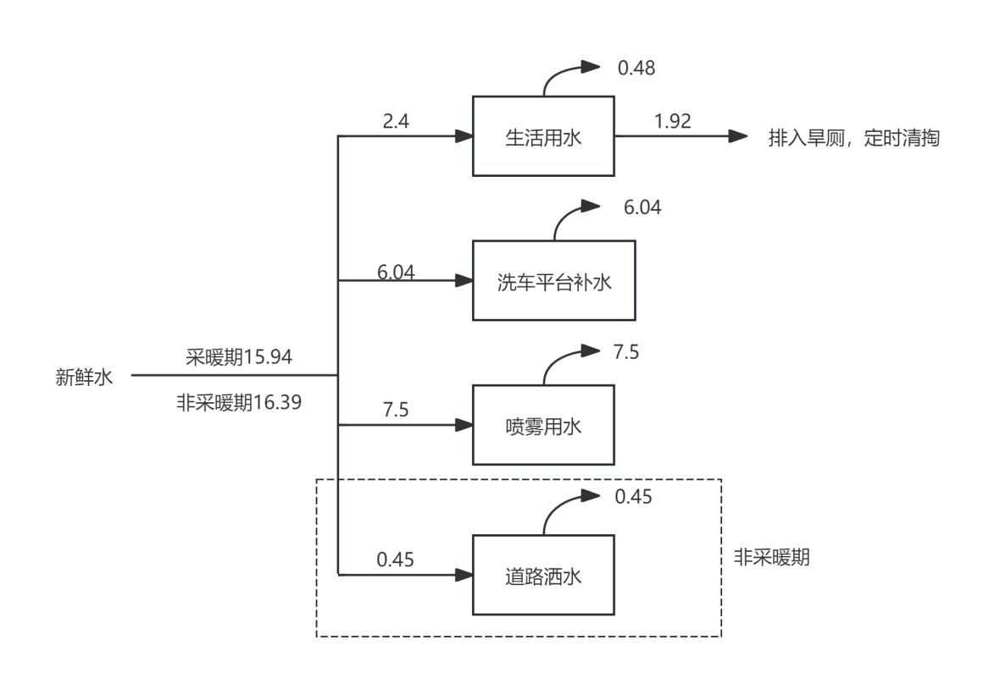 0.48
2.4
生活用水
1.92
排入旱厕，定时清掏
6.04
6.04
洗车平台补水
新鲜水
采暖期15.94
非采暖期16.39
7.5
7.5
喷雾用水
0.45
0.45
道路洒水
非采暖期